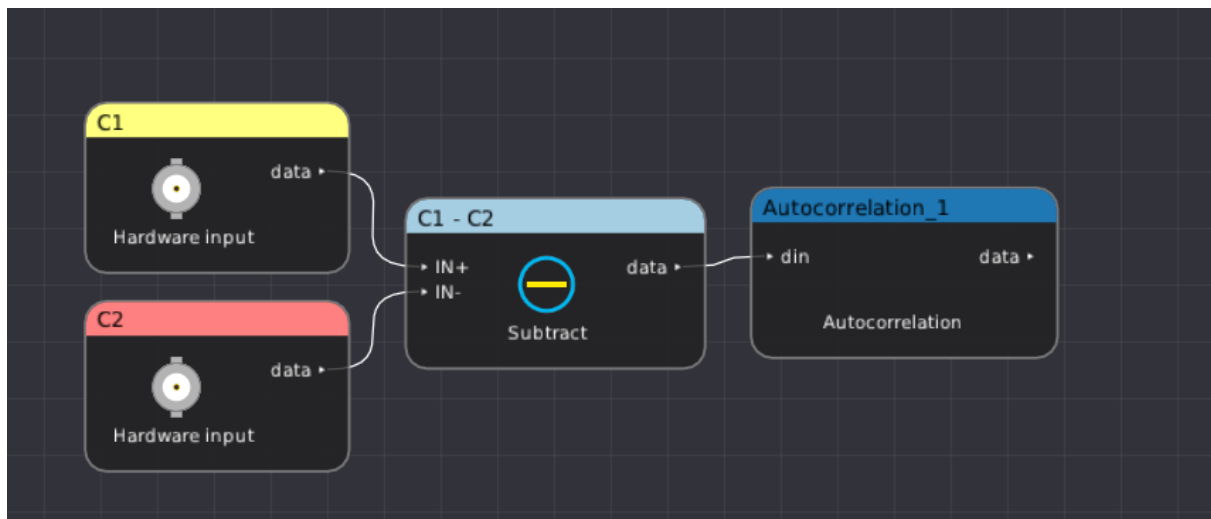 C1
data
Hardware input
C2
data
Hardware input
C1 - C2
IN+
IN-
data
Subtract
Autocorrelation_1
din
data
Autocorrelation